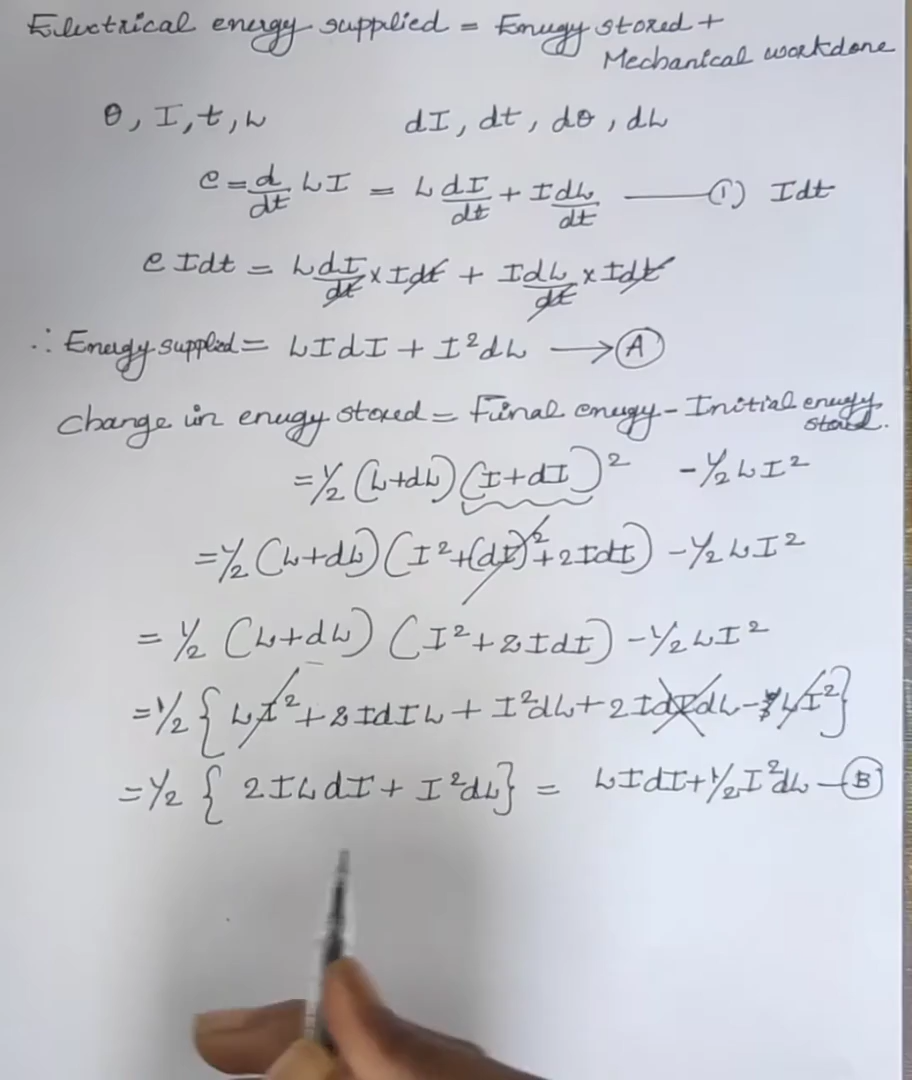 Electrical energy supplied = Energy stored +
Mechanical workdone
θ, I, t, L dI, dt, dθ, dL
e = d/dt LI = L dI/dt + I dL/dt —— ① Idt
e Idt = L dI/dt × Idt + I dL/dt × Idt
∴ Energy supplied = LIdI + I²dL → Ⓐ
Change in energy stored = Final energy - Initial energy
stored.
= ½ (L+dL) (I+dI)² - ½ LI²
= ½ (L+dL) (I² + (dI)² + 2IdI) - ½ LI²
= ½ (L+dL) (I² + 2IdI) - ½ LI²
= ½ { LI² + 2IdIL + I²dL + 2IdIdL - LI² }
= ½ { 2ILdI + I²dL } = LIdI + ½ I²dL — Ⓑ